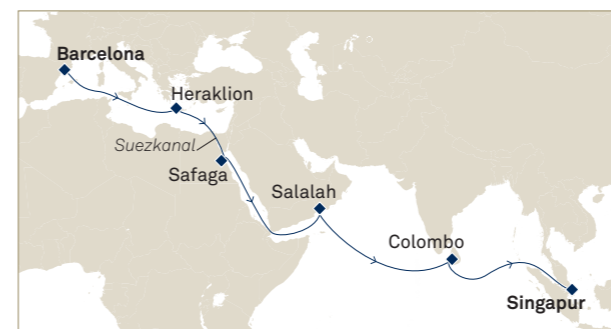 Barcelona
Heraklion
Suezkanal
Safaga
Salalah
Colombo
Singapur